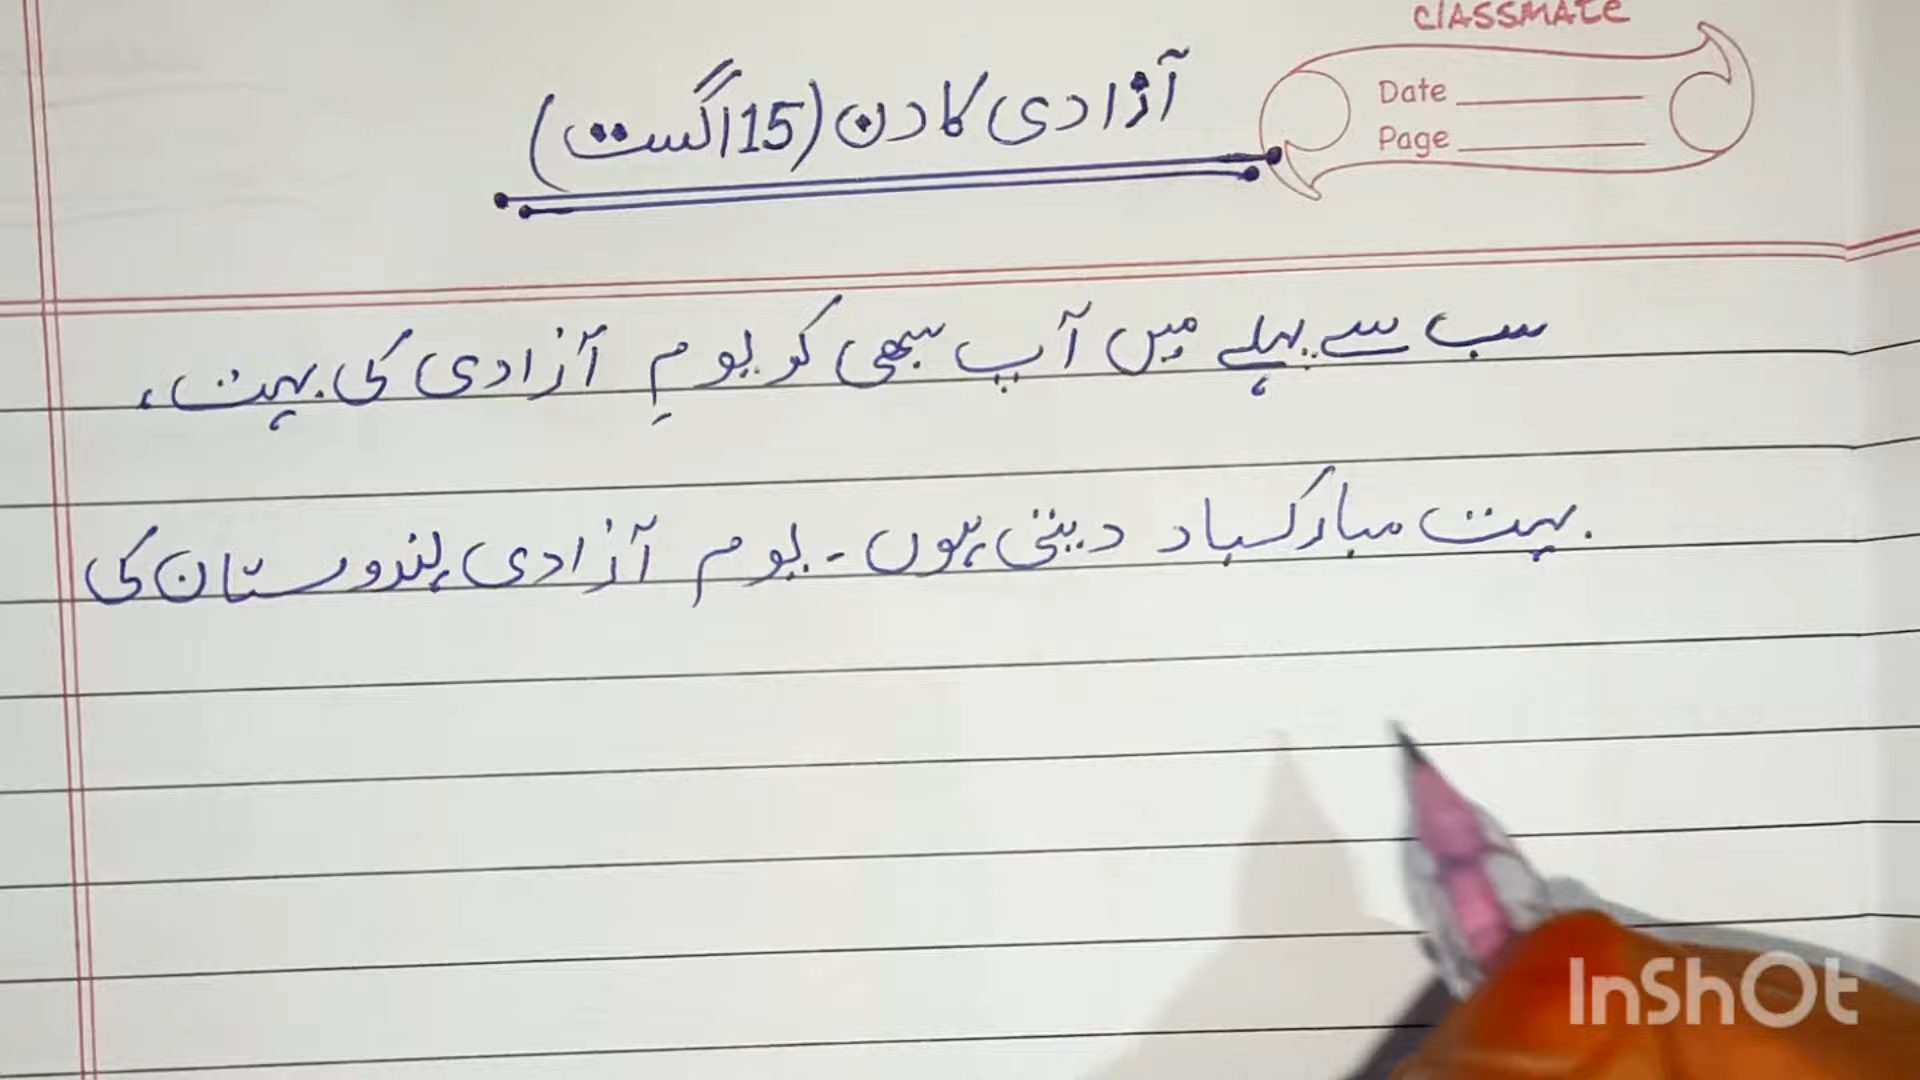 classmate
Date
Page
آزادی کا دن (15 اگست)
سب سے پہلے میں آپ سبھی کو یومِ آزادی کی بہت،
بہت مبارکباد دیتی ہوں۔ یوم آزادی ہندوستان کی
InShOt